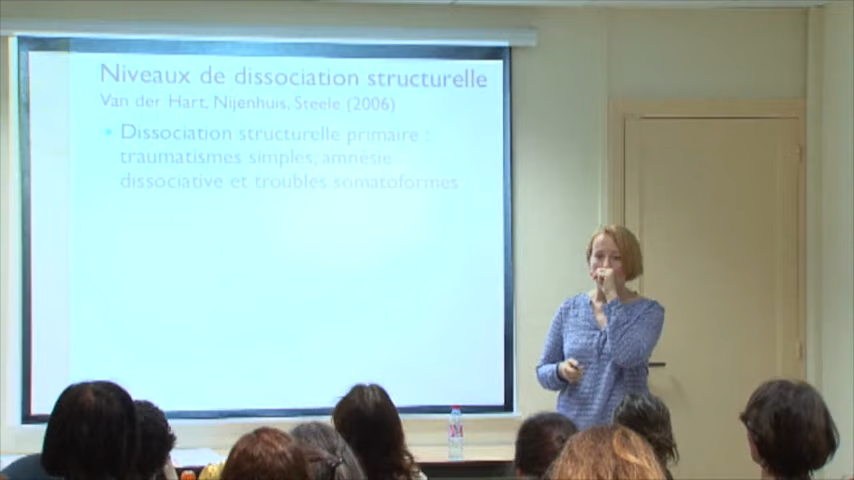 Niveaux de dissociation structurelle
Van der Hart, Nijenhuis, Steele (2006)
• Dissociation structurelle primaire :
traumatismes simples, amnésie
dissociative et troubles somatoformes